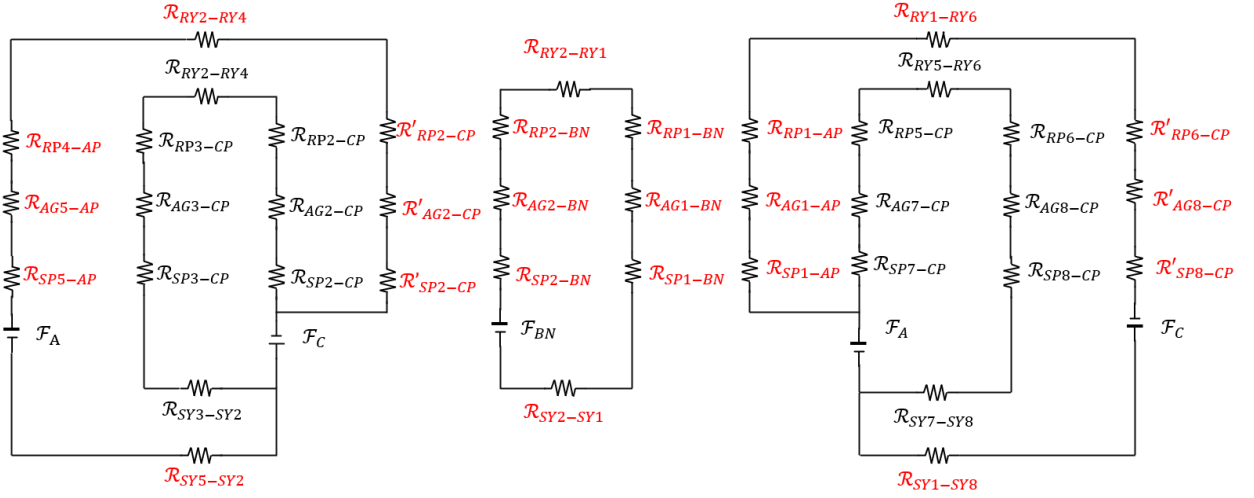 ℛRY2−RY4
ℛRY2−RY4
ℛRP4−AP
ℛRP3−CP
ℛRP2−CP
ℛ′RP2−CP
ℛAG5−AP
ℛAG3−CP
ℛAG2−CP
ℛ′AG2−CP
ℛSP5−AP
ℛSP3−CP
ℛSP2−CP
ℛ′SP2−CP
ℱA
ℱC
ℛSY3−SY2
ℛSY5−SY2
ℛRY2−RY1
ℛRP2−BN
ℛRP1−BN
ℛAG2−BN
ℛAG1−BN
ℛSP2−BN
ℛSP1−BN
ℱBN
ℛSY2−SY1
ℛRY1−RY6
ℛRY5−RY6
ℛRP1−AP
ℛRP5−CP
ℛRP6−CP
ℛ′RP6−CP
ℛAG1−AP
ℛAG7−CP
ℛAG8−CP
ℛ′AG8−CP
ℛSP1−AP
ℛSP7−CP
ℛSP8−CP
ℛ′SP8−CP
ℱA
ℱC
ℛSY7−SY8
ℛSY1−SY8